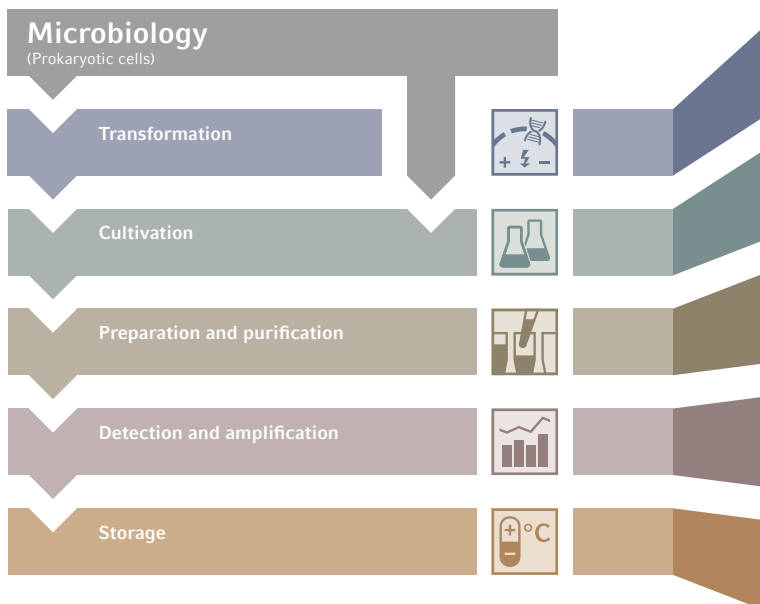 Microbiology
(Prokaryotic cells)
Transformation
+ −
Cultivation
Preparation and purification
Detection and amplification
Storage
+ °C
−